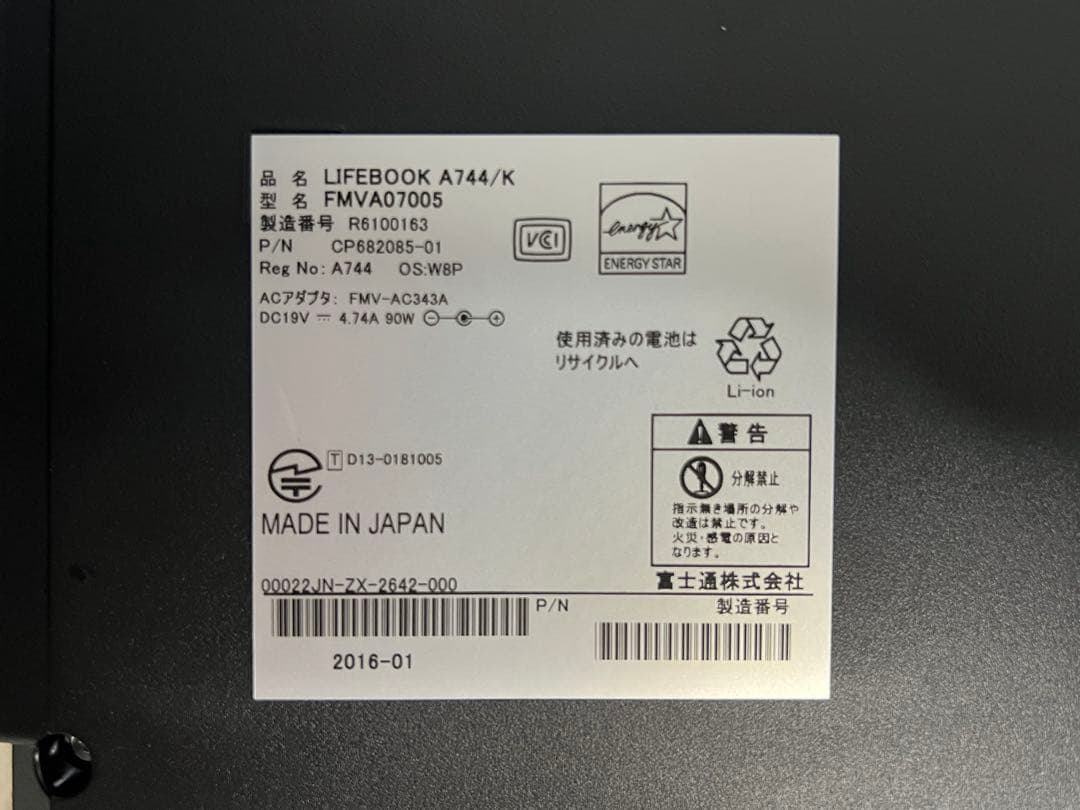 品 名 LIFEBOOK A744/K
型 名 FMVA07005
製造番号 R6100163
P/N CP682085-01
Reg No: A744 OS:W8P
ACアダプタ: FMV-AC343A
DC19V 4.74A 90W
VCCI
energy
ENERGY STAR
使用済みの電池は
リサイクルへ
Li-ion
警告
分解禁止
指示無き場所の分解や
改造は禁止です。
火災・感電の原因と
なります。
T D13-0181005
MADE IN JAPAN
富士通株式会社
00022JN-ZX-2642-000
P/N
製造番号
2016-01